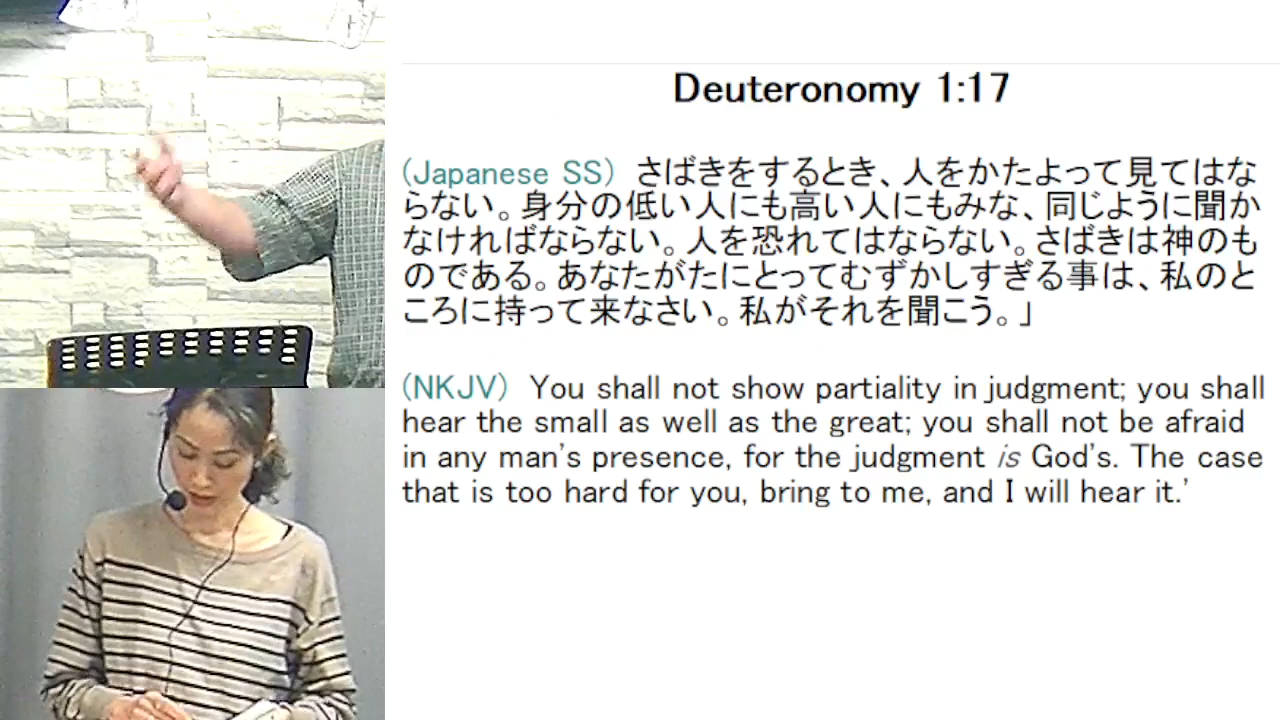 Deuteronomy 1:17
(Japanese SS) さばきをするとき、人をかたよって見てはな
らない。身分の低い人にも高い人にもみな、同じように聞か
なければならない。人を恐れてはならない。さばきは神のも
のである。あなたがたにとってむずかしすぎる事は、私のと
ころに持って来なさい。私がそれを聞こう。」
(NKJV) You shall not show partiality in judgment; you shall
hear the small as well as the great; you shall not be afraid
in any man's presence, for the judgment is God's. The case
that is too hard for you, bring to me, and I will hear it.'